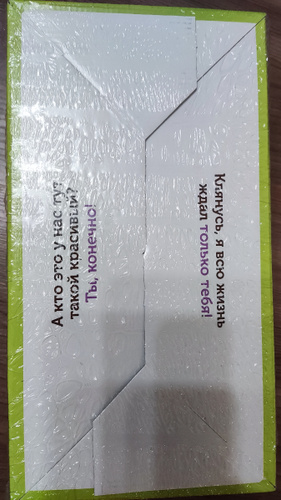 Клянусь, я всю жизнь
ждал только тебя!
А кто это у нас тут
такой красивый?
Ты, конечно!